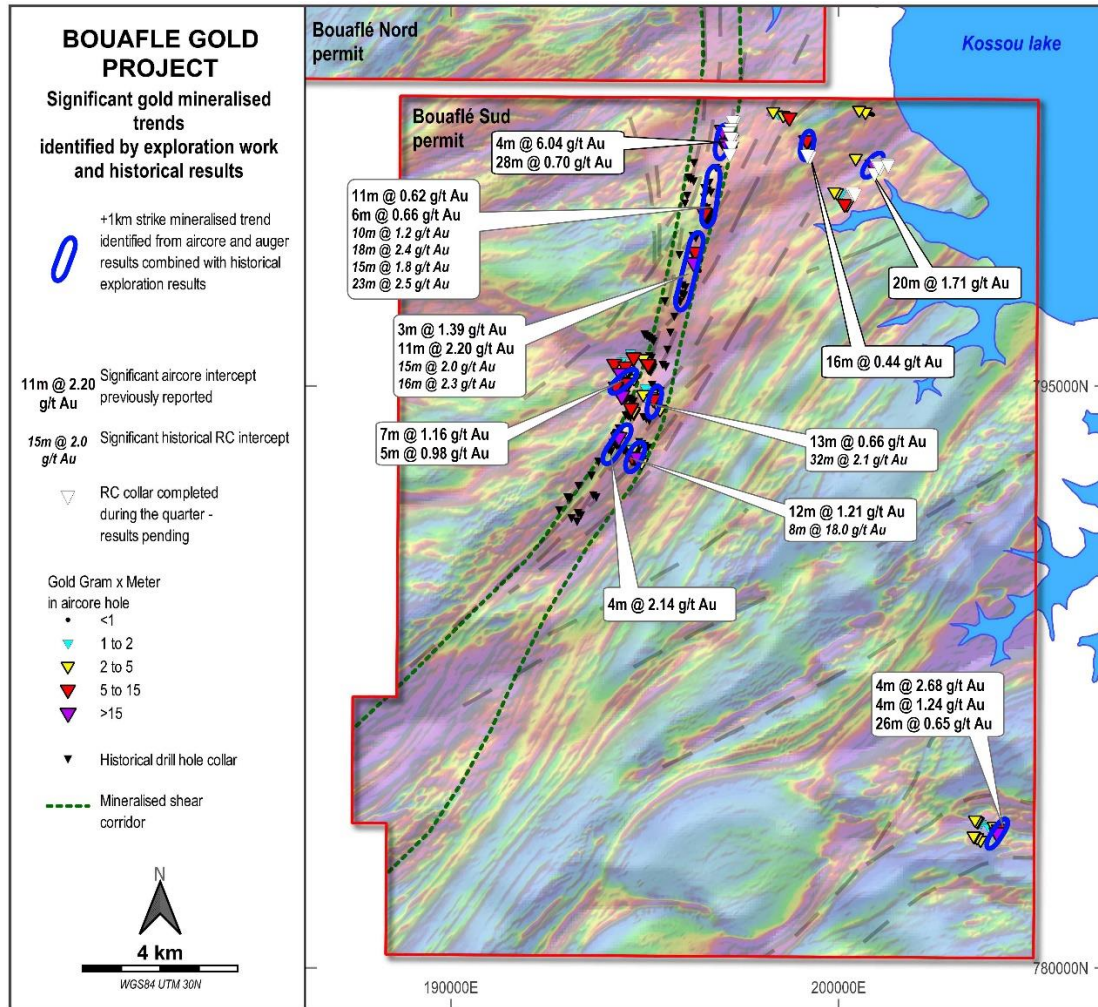 BOUAFLE GOLD
PROJECT
Significant gold mineralised
trends
identified by exploration work
and historical results
+1km strike mineralised trend
identified from aircore and auger
results combined with historical
exploration results
11m @ 2.20
g/t Au
Significant aircore intercept
previously reported
15m @ 2.0
g/t Au
Significant historical RC intercept
RC collar completed
during the quarter -
results pending
Gold Gram x Meter
in aircore hole
<1
1 to 2
2 to 5
5 to 15
>15
Historical drill hole collar
Mineralised shear
corridor
N
4 km
WGS84 UTM 30N
Bouaflé Nord
permit
Kossou lake
Bouaflé Sud
permit
4m @ 6.04 g/t Au
28m @ 0.70 g/t Au
11m @ 0.62 g/t Au
6m @ 0.66 g/t Au
10m @ 1.2 g/t Au
18m @ 2.4 g/t Au
15m @ 1.8 g/t Au
23m @ 2.5 g/t Au
20m @ 1.71 g/t Au
3m @ 1.39 g/t Au
11m @ 2.20 g/t Au
15m @ 2.0 g/t Au
16m @ 2.3 g/t Au
16m @ 0.44 g/t Au
795000N
7m @ 1.16 g/t Au
5m @ 0.98 g/t Au
13m @ 0.66 g/t Au
32m @ 2.1 g/t Au
12m @ 1.21 g/t Au
8m @ 18.0 g/t Au
4m @ 2.14 g/t Au
4m @ 2.68 g/t Au
4m @ 1.24 g/t Au
26m @ 0.65 g/t Au
780000N
190000E
200000E